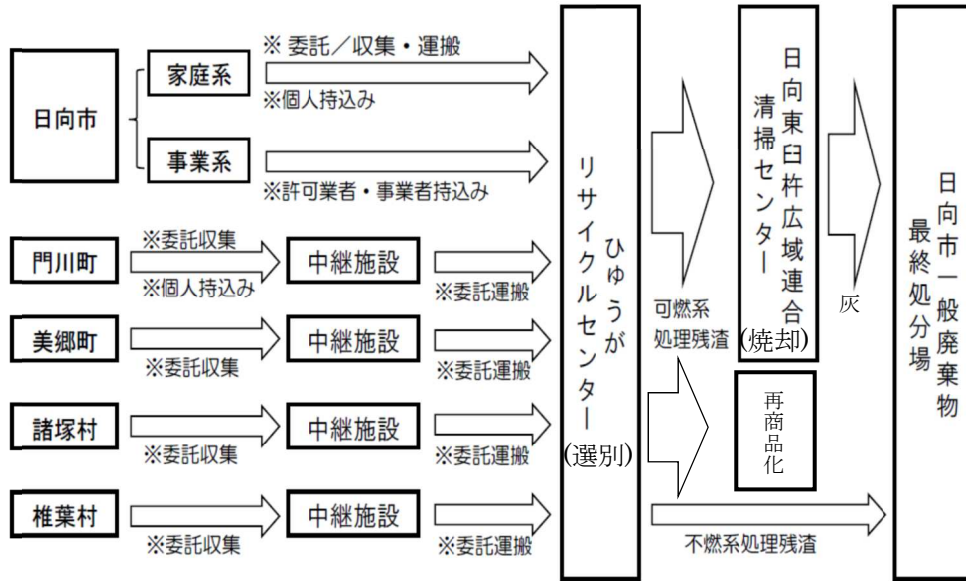 日向市
家庭系
事業系
※ 委託／収集・運搬
※個人持込み
※許可業者・事業者持込み
門川町
※委託収集
※個人持込み
中継施設
※委託運搬
美郷町
※委託収集
中継施設
※委託運搬
諸塚村
※委託収集
中継施設
※委託運搬
椎葉村
※委託収集
中継施設
※委託運搬
ひゅうが
リサイクルセンター
(選別)
可燃系
処理残渣
日向東臼杵広域連合
清掃センター
(焼却)
再商品化
灰
不燃系処理残渣
日向市一般廃棄物
最終処分場